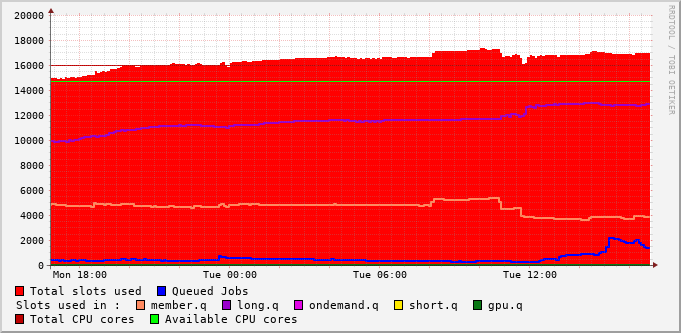 20000
18000
16000
14000
12000
10000
8000
6000
4000
2000
0
Mon 18:00 Tue 00:00 Tue 06:00 Tue 12:00
RRDTOOL / TOBI OETIKER
Total slots used Queued Jobs
Slots used in : member.q long.q ondemand.q short.q gpu.q
Total CPU cores Available CPU cores